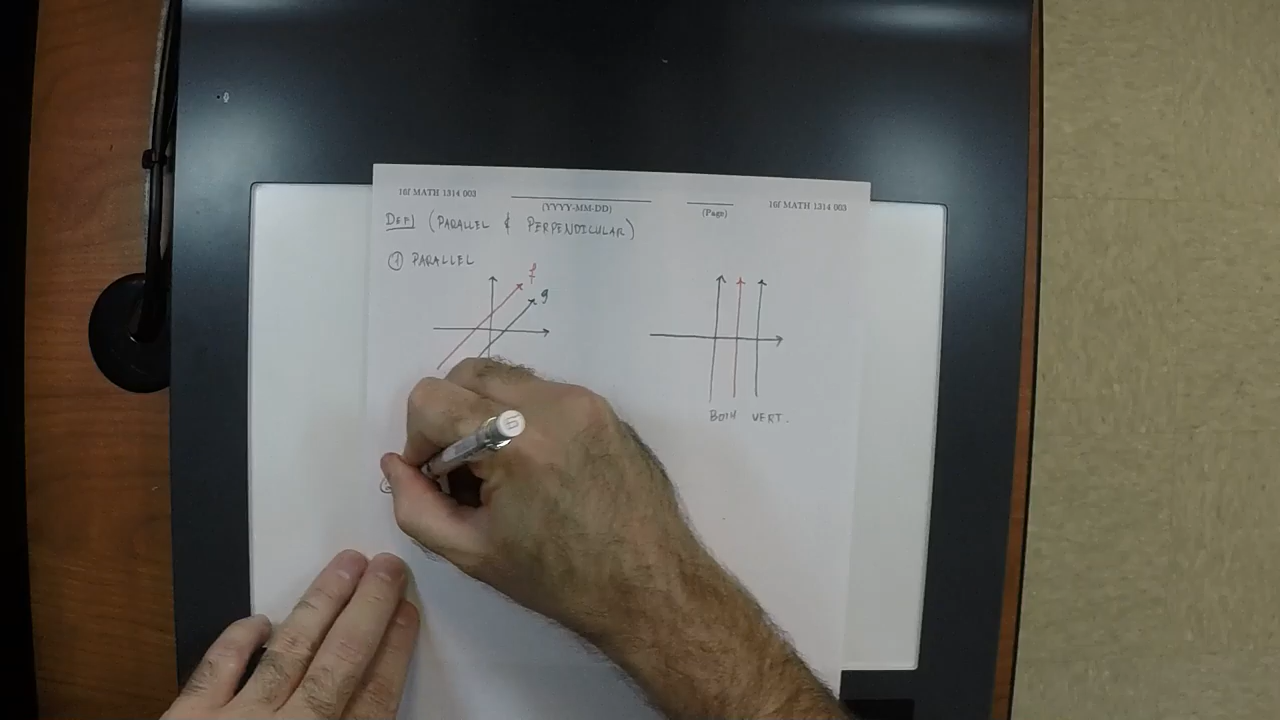 16f MATH 1314 003
(YYYY-MM-DD)
(Page)
16f MATH 1314 003
DEF) (PARALLEL & PERPENDICULAR)
① PARALLEL
f
g
BOTH VERT.